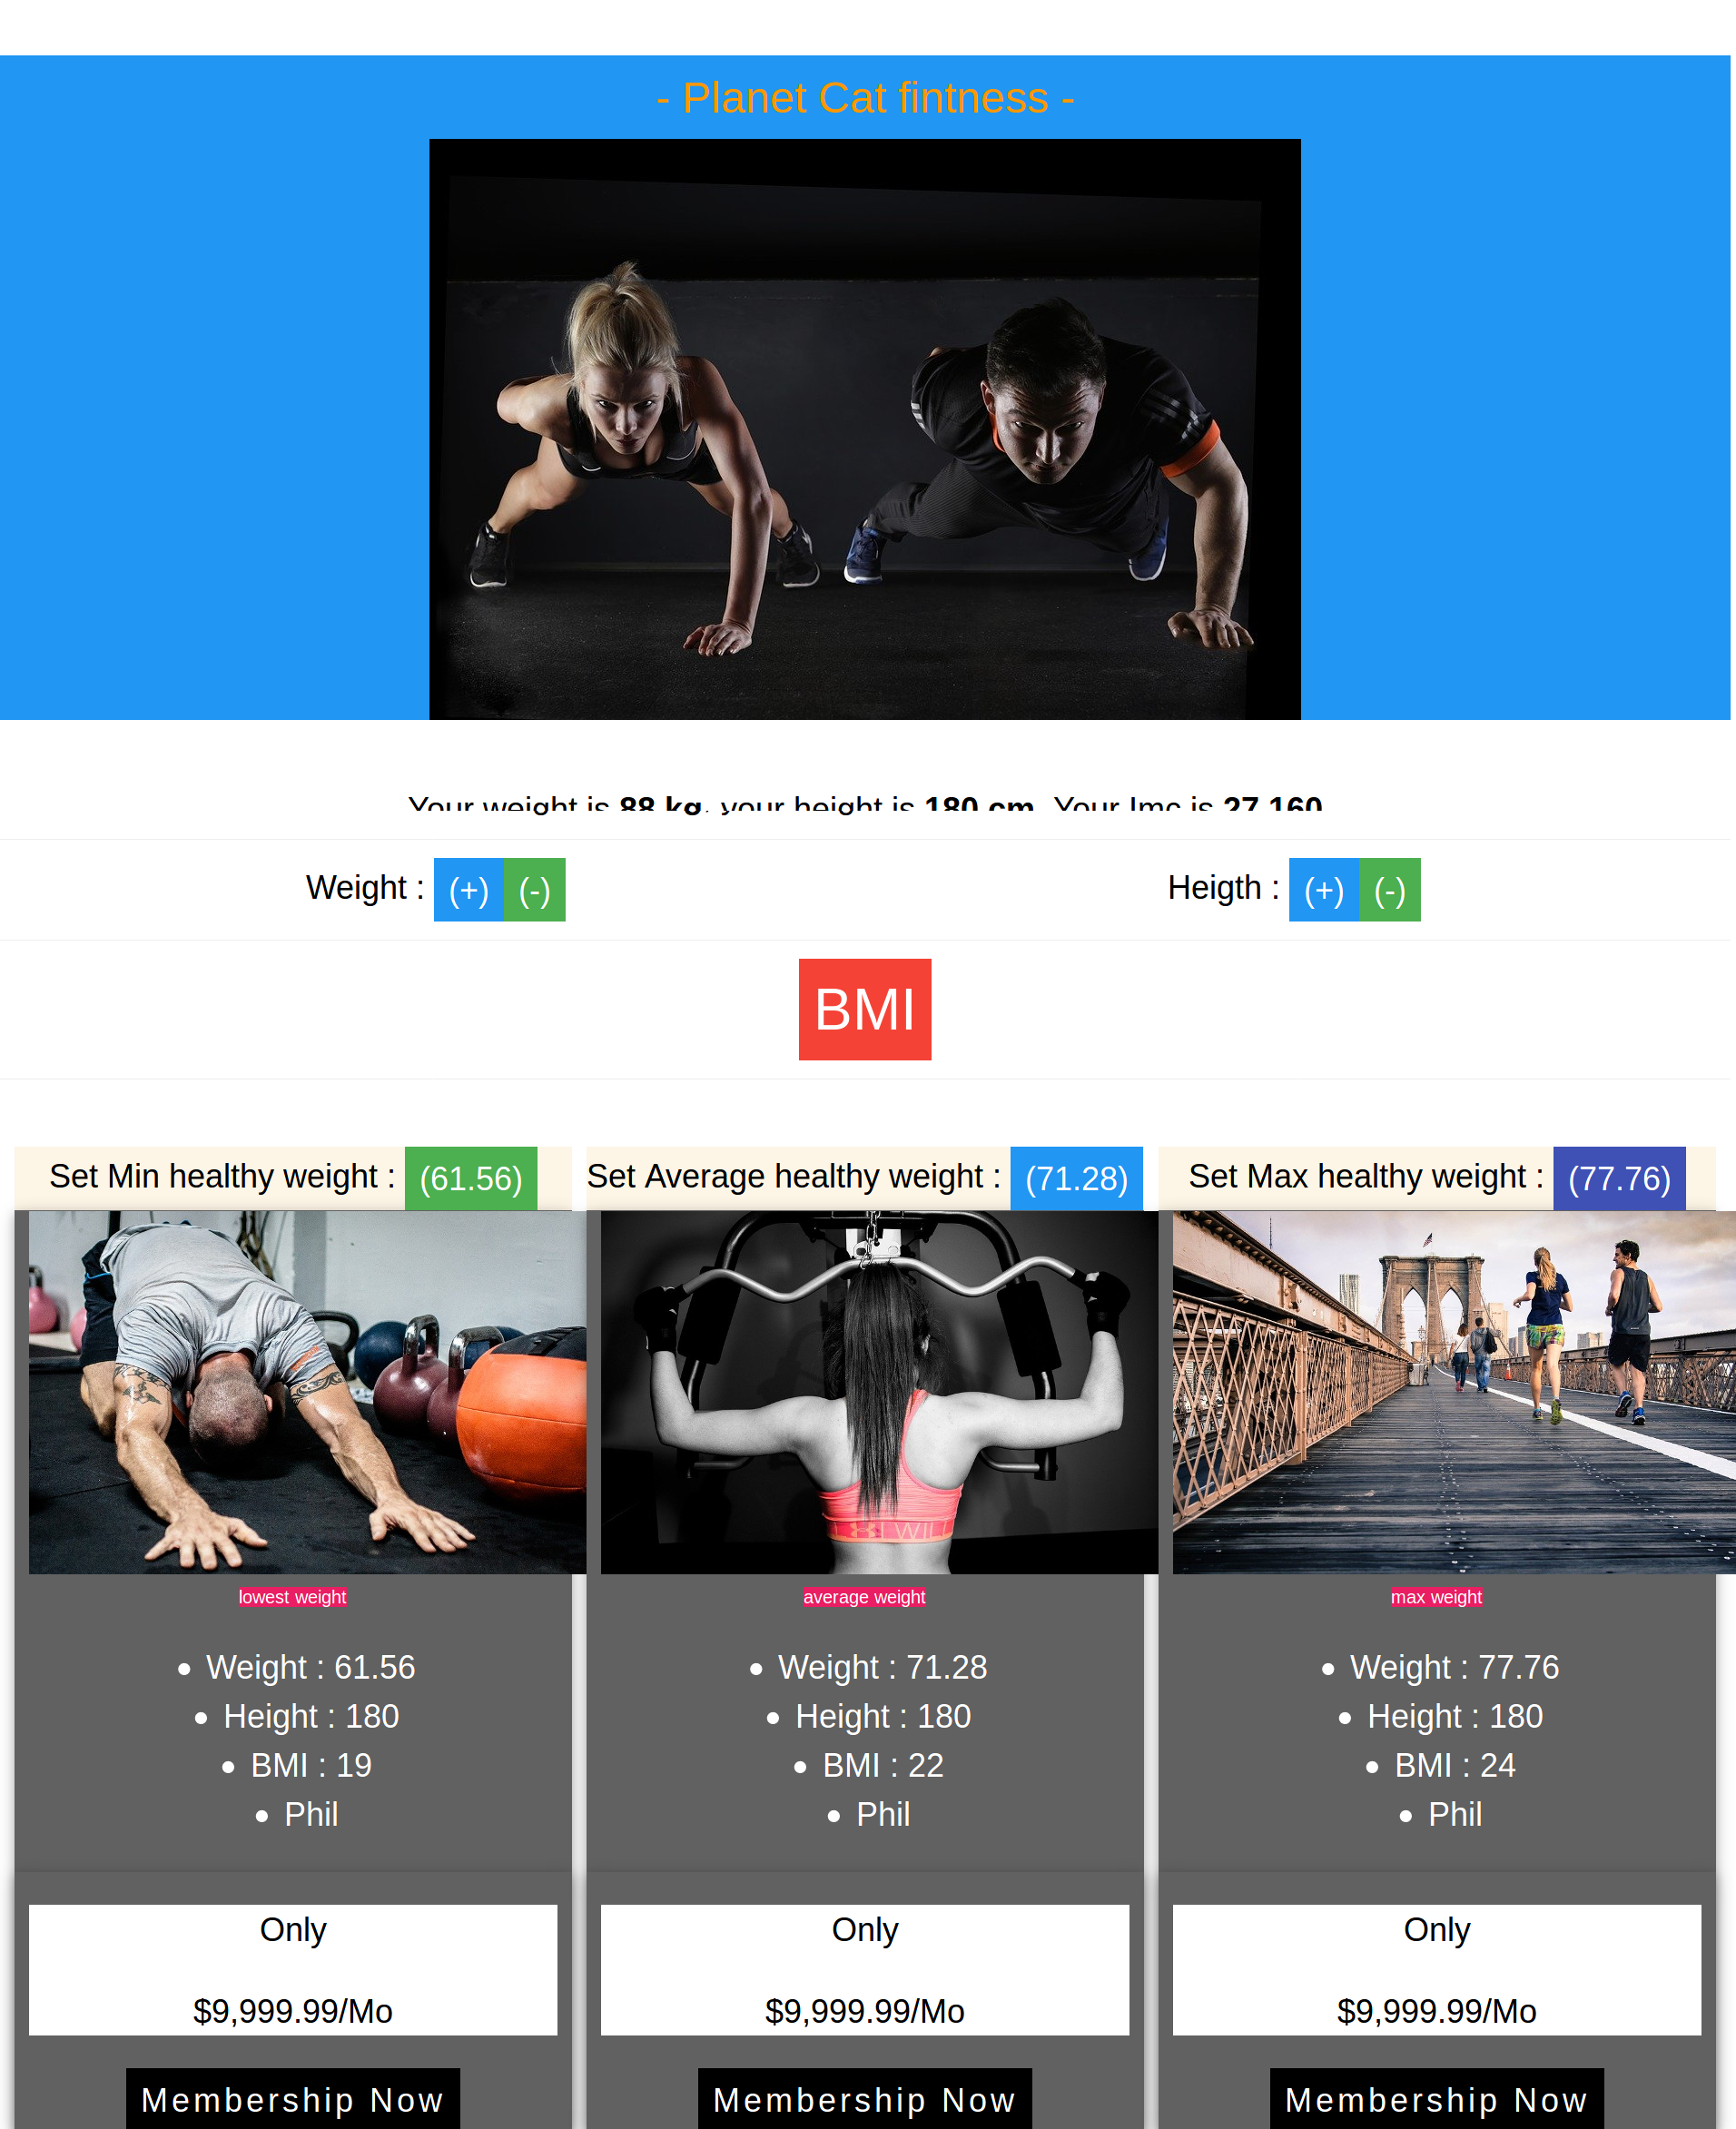 - Planet Cat fintness -
Your weight is 88 kg, your height is 180 cm. Your Imc is 27.160
Weight : (+) (-) Heigth : (+) (-)
BMI
Set Min healthy weight : (61.56)
Set Average healthy weight : (71.28)
Set Max healthy weight : (77.76)
I WILL
lowest weight
average weight
max weight
Weight : 61.56
Height : 180
BMI : 19
Phil
Weight : 71.28
Height : 180
BMI : 22
Phil
Weight : 77.76
Height : 180
BMI : 24
Phil
Only
$9,999.99/Mo
Membership Now
Only
$9,999.99/Mo
Membership Now
Only
$9,999.99/Mo
Membership Now